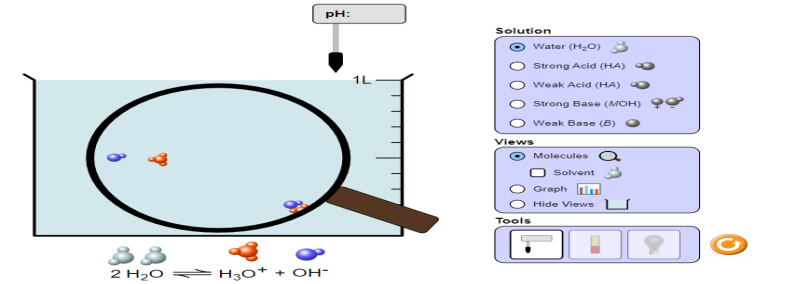 pH:
1L
2 H₂O ⇌ H₃O⁺ + OH⁻
Solution
Water (H₂O)
Strong Acid (HA)
Weak Acid (HA)
Strong Base (MOH)
Weak Base (B)
Views
Molecules
Solvent
Graph
Hide Views
Tools